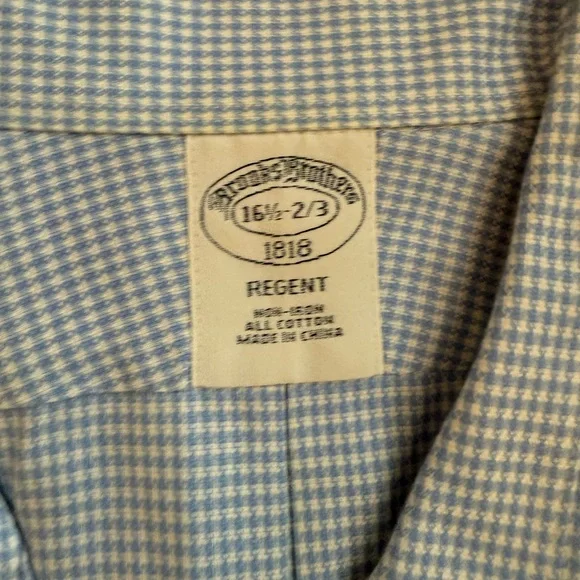 Brooks Brothers
16½-2/3
1818
REGENT
NON-IRON
ALL COTTON
MADE IN CHINA